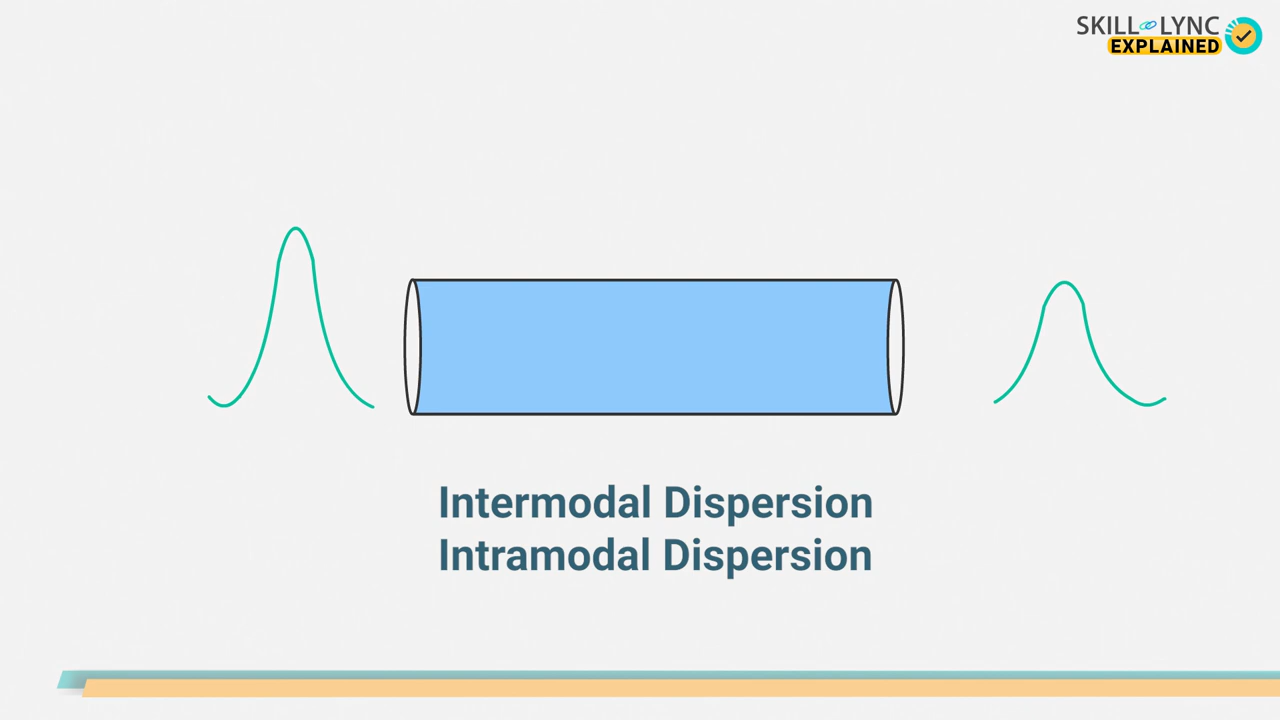 SKILL LYNC
EXPLAINED
Intermodal Dispersion
Intramodal Dispersion